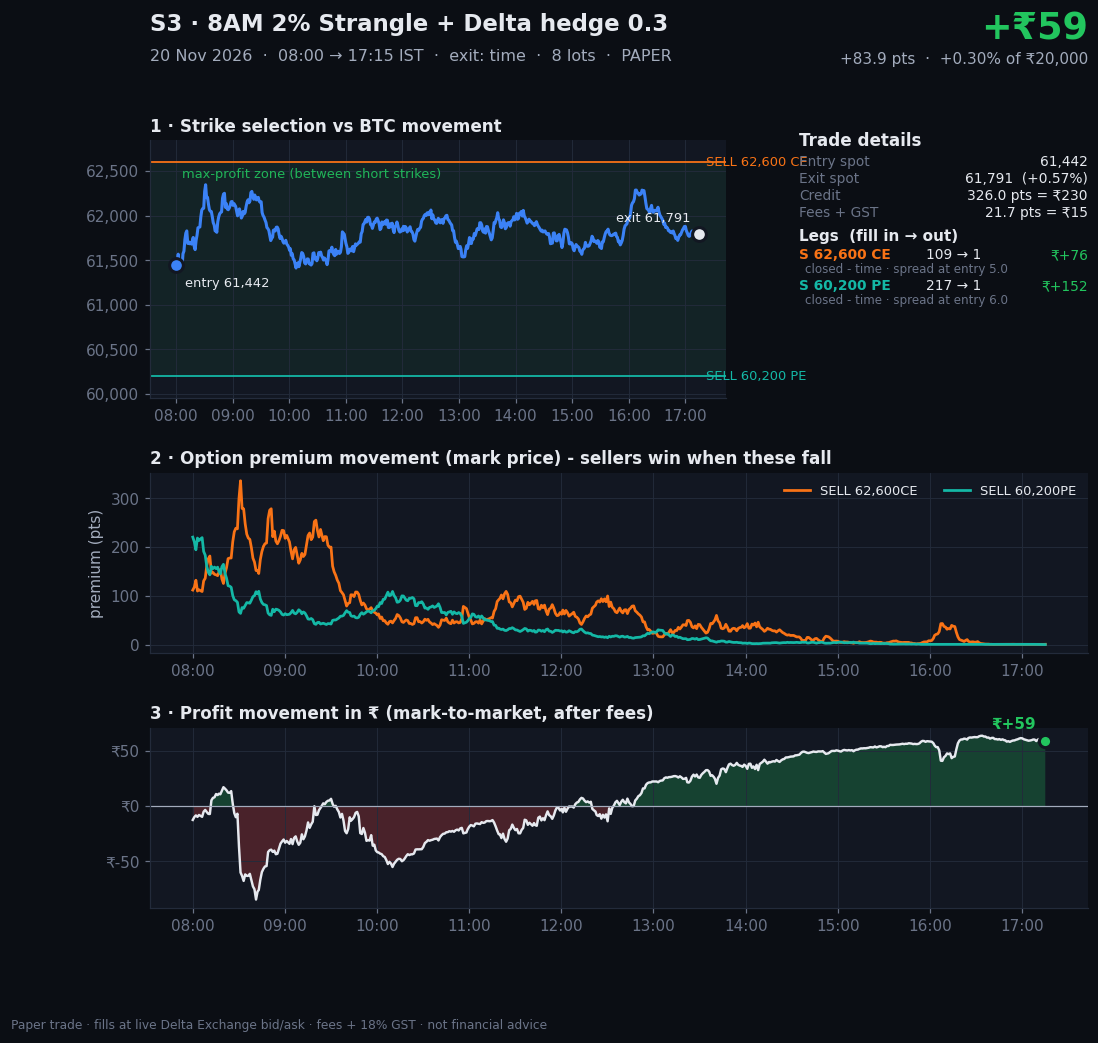 S3 · 8AM 2% Strangle + Delta hedge 0.3
+₹59
20 Nov 2026 · 08:00 → 17:15 IST · exit: time · 8 lots · PAPER
+83.9 pts · +0.30% of ₹20,000
1 · Strike selection vs BTC movement
SELL 62,600 CE
max-profit zone (between short strikes)
exit 61,791
entry 61,442
SELL 60,200 PE
62,500
62,000
61,500
61,000
60,500
60,000
08:00 09:00 10:00 11:00 12:00 13:00 14:00 15:00 16:00 17:00
Trade details
Entry spot 61,442
Exit spot 61,791 (+0.57%)
Credit 326.0 pts = ₹230
Fees + GST 21.7 pts = ₹15
Legs (fill in → out)
S 62,600 CE 109 → 1 ₹+76
closed - time · spread at entry 5.0
S 60,200 PE 217 → 1 ₹+152
closed - time · spread at entry 6.0
2 · Option premium movement (mark price) - sellers win when these fall
SELL 62,600CE SELL 60,200PE
premium (pts)
300
200
100
0
08:00 09:00 10:00 11:00 12:00 13:00 14:00 15:00 16:00 17:00
3 · Profit movement in ₹ (mark-to-market, after fees)
₹+59
₹50
₹0
₹-50
08:00 09:00 10:00 11:00 12:00 13:00 14:00 15:00 16:00 17:00
Paper trade · fills at live Delta Exchange bid/ask · fees + 18% GST · not financial advice